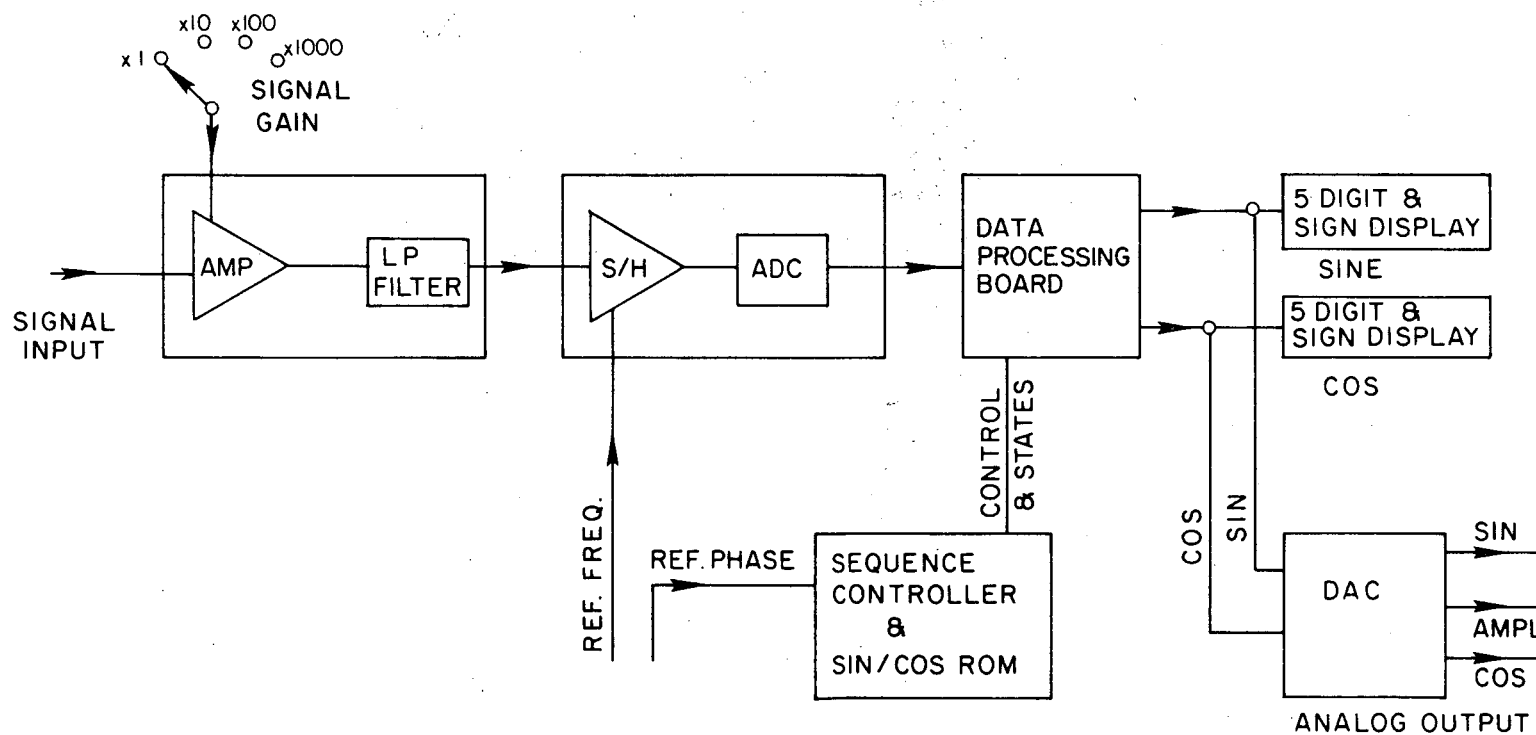 x10
x100
x1
x1000
SIGNAL
GAIN
AMP
LP
FILTER
S/H
ADC
DATA
PROCESSING
BOARD
5 DIGIT &
SIGN DISPLAY
SINE
5 DIGIT &
SIGN DISPLAY
COS
SIGNAL
INPUT
CONTROL
& STATES
REF. FREQ.
REF. PHASE
SEQUENCE
CONTROLLER
&
SIN/COS ROM
COS
SIN
DAC
SIN
AMPL
COS
ANALOG OUTPUT